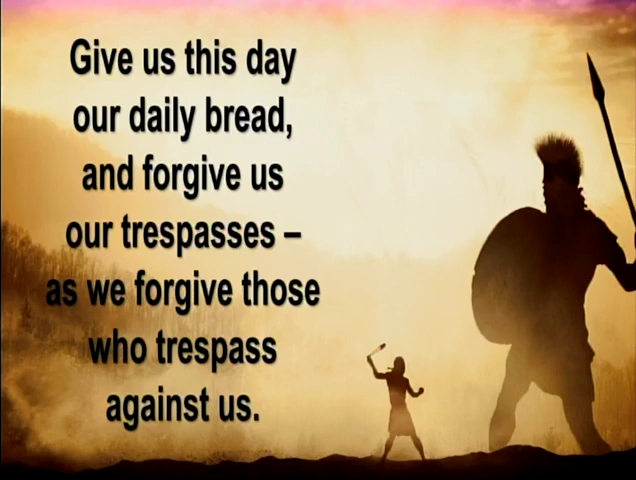 Give us this day
our daily bread,
and forgive us
our trespasses –
as we forgive those
who trespass
against us.